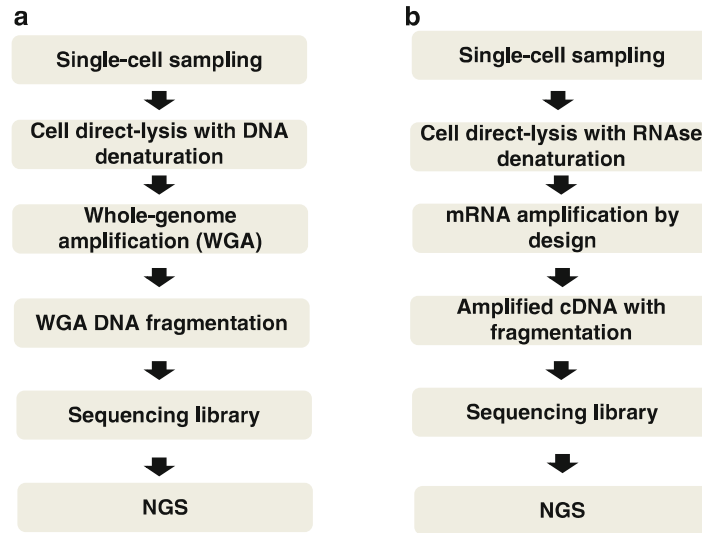 a
Single-cell sampling
Cell direct-lysis with DNA
denaturation
Whole-genome
amplification (WGA)
WGA DNA fragmentation
Sequencing library
NGS
b
Single-cell sampling
Cell direct-lysis with RNAse
denaturation
mRNA amplification by
design
Amplified cDNA with
fragmentation
Sequencing library
NGS